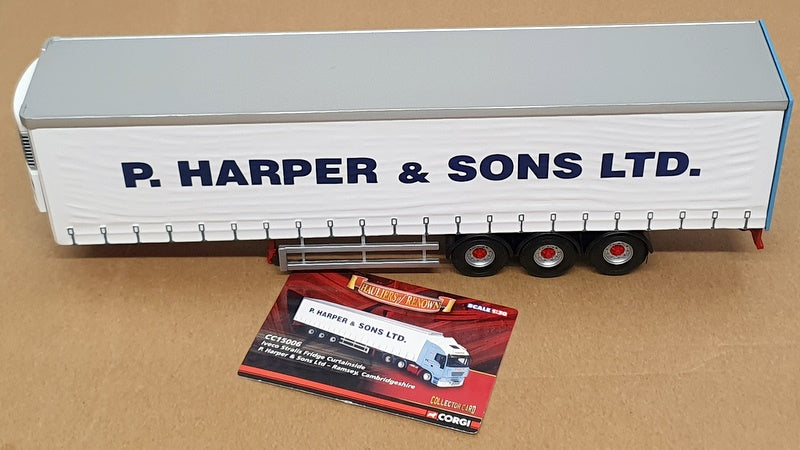 P. HARPER & SONS LTD.
HAULIERS of RENOWN
SCALE 1:50
P. HARPER & SONS LTD.
CC15006
Iveco Stralis Fridge Curtainside
P. Harper & Sons Ltd - Ramsey, Cambridgeshire
COLLECTOR CARD
CORGI